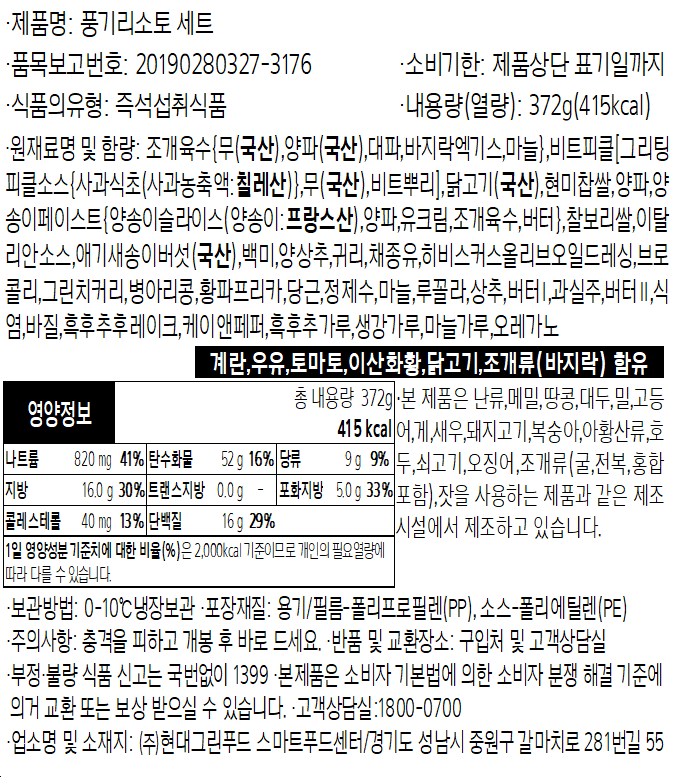 ·제품명: 풍기리소토 세트
·품목보고번호: 20190280327-3176 ·소비기한: 제품상단 표기일까지
·식품의유형: 즉석섭취식품 ·내용량(열량): 372g(415kcal)
·원재료명 및 함량: 조개육수{무(국산),양파(국산),대파,바지락엑기스,마늘},비트피클[그리팅
피클소스{사과식초(사과농축액:칠레산)},무(국산),비트뿌리],닭고기(국산),현미찹쌀,양파,양
송이페이스트{양송이슬라이스(양송이:프랑스산),양파,유크림,조개육수,버터},찰보리쌀,이탈
리안소스,애기새송이버섯(국산),백미,양상추,귀리,채종유,히비스커스올리브오일드레싱,브로
콜리,그린치커리,병아리콩,황파프리카,당근,정제수,마늘,루꼴라,상추,버터Ⅰ,과실주,버터Ⅱ,식
염,바질,흑후추후레이크,케이앤페퍼,흑후추가루,생강가루,마늘가루,오레가노
계란,우유,토마토,이산화황,닭고기,조개류(바지락) 함유
영양정보
총 내용량 372g
415 kcal
나트륨 820 mg 41% 탄수화물 52 g 16% 당류 9 g 9%
지방 16.0 g 30% 트랜스지방 0.0 g - 포화지방 5.0 g 33%
콜레스테롤 40 mg 13% 단백질 16 g 29%
1일 영양성분 기준치에 대한 비율(%)은 2,000kcal 기준이므로 개인의 필요열량에
따라 다를 수 있습니다.
·본 제품은 난류,메밀,땅콩,대두,밀,고등
어,게,새우,돼지고기,복숭아,아황산류,호
두,쇠고기,오징어,조개류(굴,전복,홍합
포함),잣을 사용하는 제품과 같은 제조
시설에서 제조하고 있습니다.
·보관방법: 0-10℃냉장보관 ·포장재질: 용기/필름-폴리프로필렌(PP), 소스-폴리에틸렌(PE)
·주의사항: 충격을 피하고 개봉 후 바로 드세요. ·반품 및 교환장소: 구입처 및 고객상담실
·부정·불량 식품 신고는 국번없이 1399 ·본제품은 소비자 기본법에 의한 소비자 분쟁 해결 기준에
의거 교환 또는 보상 받으실 수 있습니다. ·고객상담실:1800-0700
·업소명 및 소재지: (주)현대그린푸드 스마트푸드센터/경기도 성남시 중원구 갈마치로 281번길 55